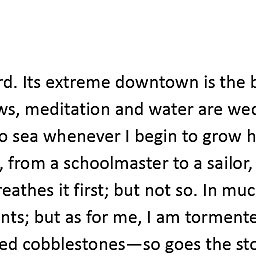 rd. Its extreme downtown is the b
ws, meditation and water are wed
o sea whenever I begin to grow h
, from a schoolmaster to a sailor,
reathes it first; but not so. In muc
nts; but as for me, I am tormente
ed cobblestones—so goes the sto